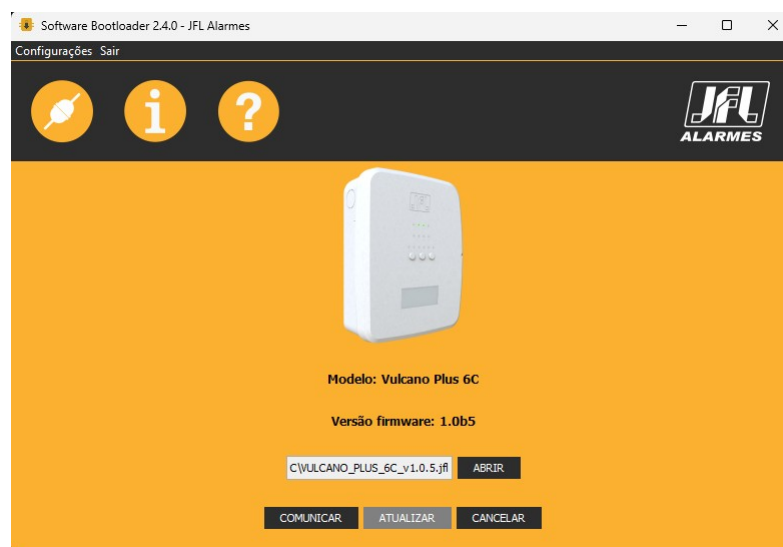 Software Bootloader 2.4.0 - JFL Alarmes
Configurações Sair
i ?
JFL
ALARMES
Modelo: Vulcano Plus 6C
Versão firmware: 1.0b5
C\VULCANO_PLUS_6C_v1.0.5.jfl ABRIR
COMUNICAR ATUALIZAR CANCELAR